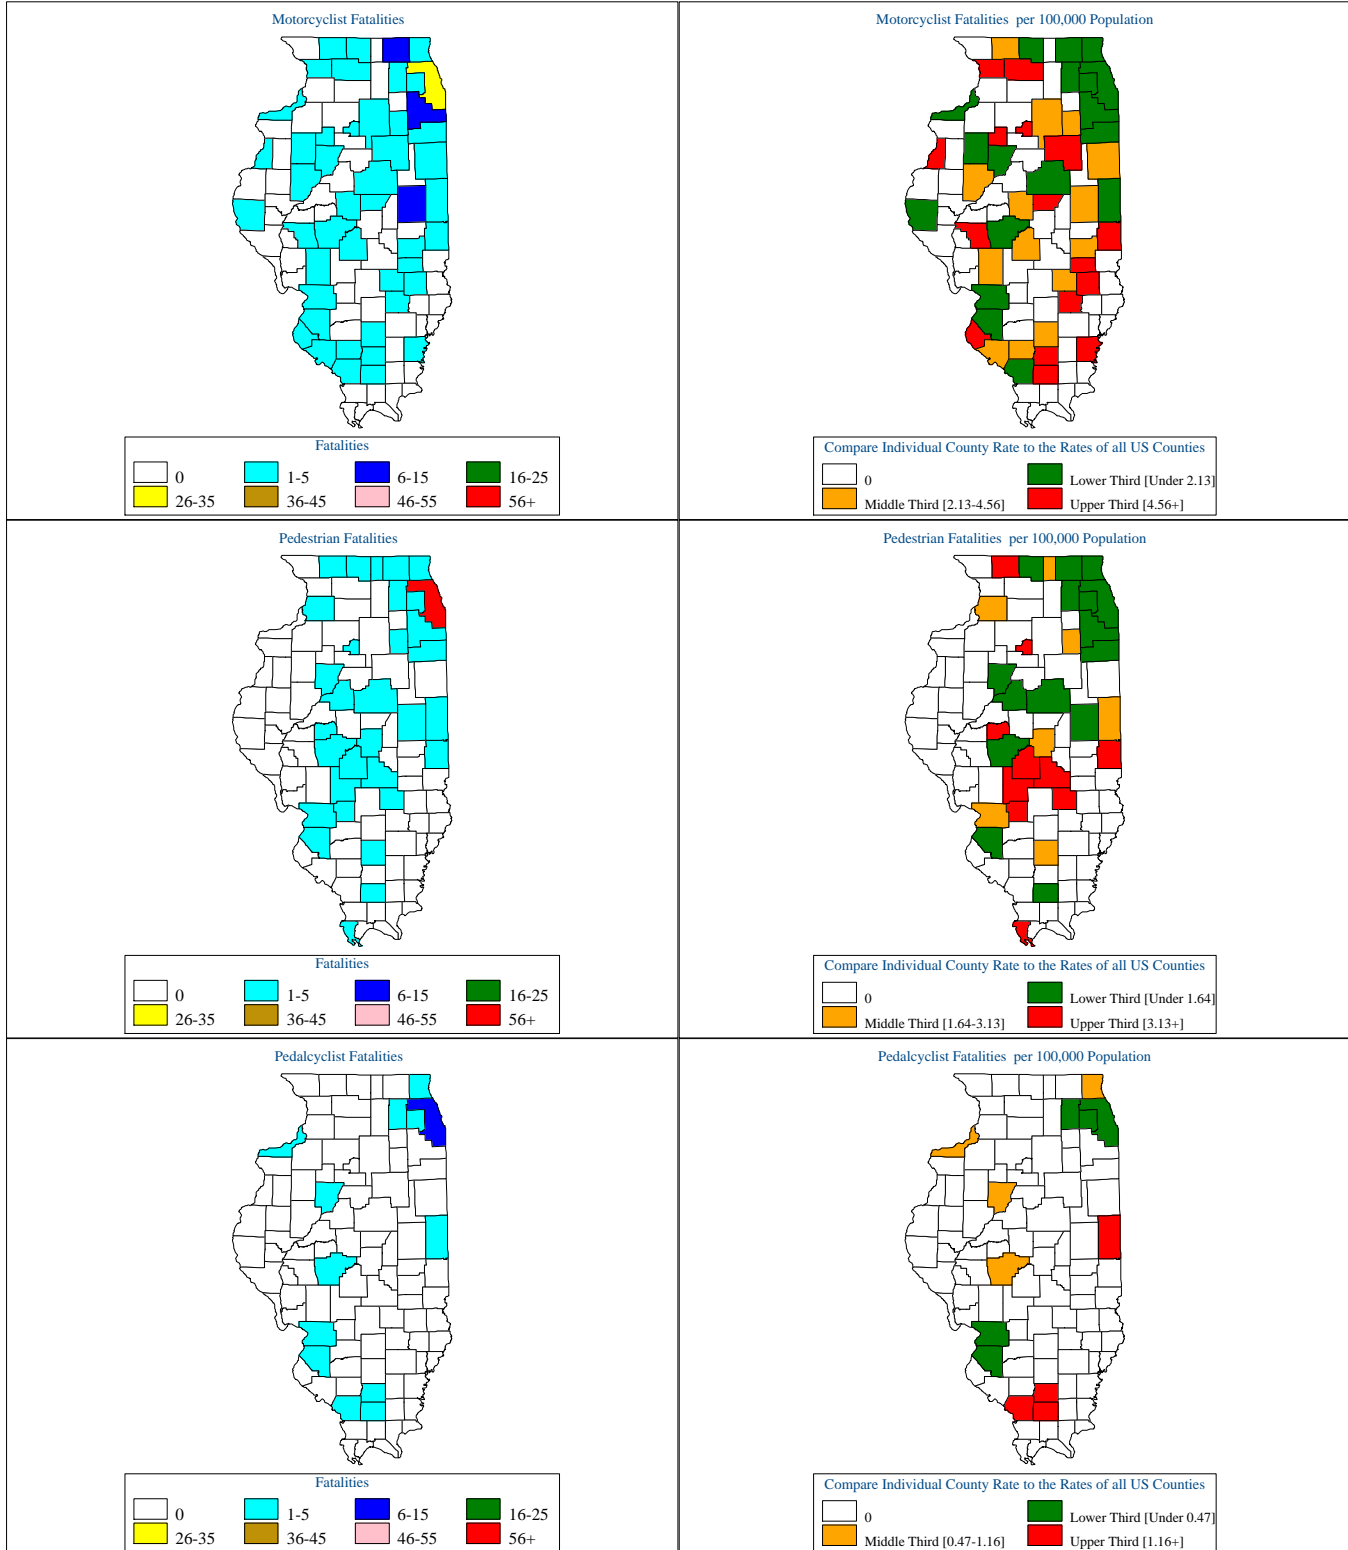 Motorcyclist Fatalities
Fatalities
0 1-5 6-15 16-25
26-35 36-45 46-55 56+
Motorcyclist Fatalities per 100,000 Population
Compare Individual County Rate to the Rates of all US Counties
0 Lower Third [Under 2.13]
Middle Third [2.13-4.56] Upper Third [4.56+]
Pedestrian Fatalities
Fatalities
0 1-5 6-15 16-25
26-35 36-45 46-55 56+
Pedestrian Fatalities per 100,000 Population
Compare Individual County Rate to the Rates of all US Counties
0 Lower Third [Under 1.64]
Middle Third [1.64-3.13] Upper Third [3.13+]
Pedalcyclist Fatalities
Fatalities
0 1-5 6-15 16-25
26-35 36-45 46-55 56+
Pedalcyclist Fatalities per 100,000 Population
Compare Individual County Rate to the Rates of all US Counties
0 Lower Third [Under 0.47]
Middle Third [0.47-1.16] Upper Third [1.16+]